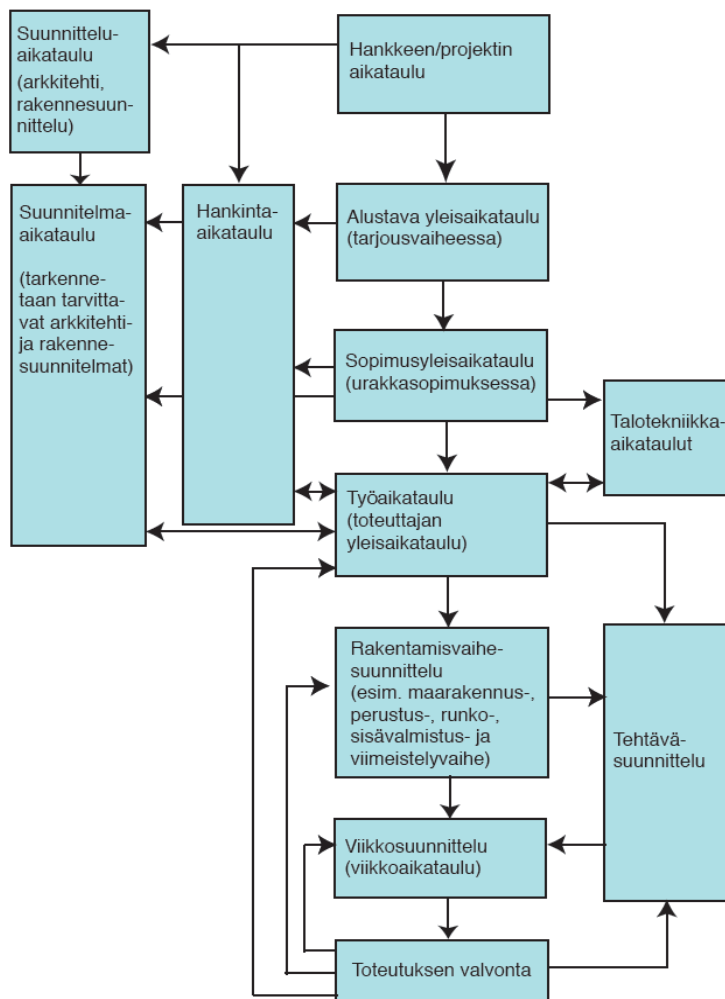 Suunnittelu-
aikataulu
(arkkitehti,
rakennesuun-
nittelu)
Hankkeen/projektin
aikataulu
Suunnitelma-
aikataulu
(tarkenne-
taan tarvitta-
vat arkkitehti-
ja rakenne-
suunnitelmat)
Hankinta-
aikataulu
Alustava yleisaikataulu
(tarjousvaiheessa)
Sopimusyleisaikataulu
(urakkasopimuksessa)
Talotekniikka-
aikataulut
Työaikataulu
(toteuttajan
yleisaikataulu)
Rakentamisvaihe-
suunnittelu
(esim. maarakennus-,
perustus-, runko-,
sisävalmistus- ja
viimeistelyvaihe)
Tehtävä-
suunnittelu
Viikkosuunnittelu
(viikkoaikataulu)
Toteutuksen valvonta